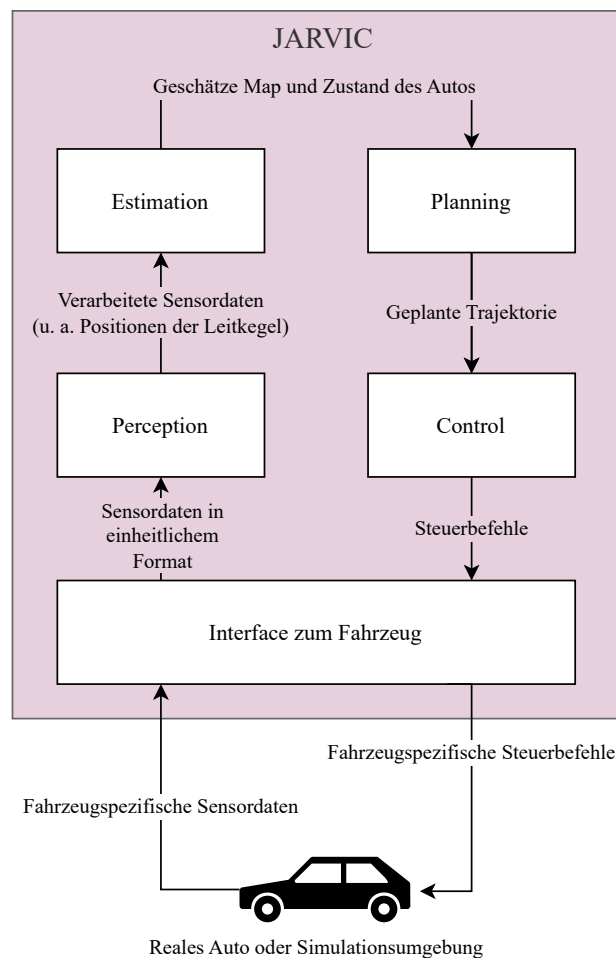 JARVIC
Geschätze Map und Zustand des Autos
Estimation
Planning
Verarbeitete Sensordaten
(u. a. Positionen der Leitkegel)
Geplante Trajektorie
Perception
Control
Sensordaten in
einheitlichem
Format
Steuerbefehle
Interface zum Fahrzeug
Fahrzeugspezifische Steuerbefehle
Fahrzeugspezifische Sensordaten
Reales Auto oder Simulationsumgebung